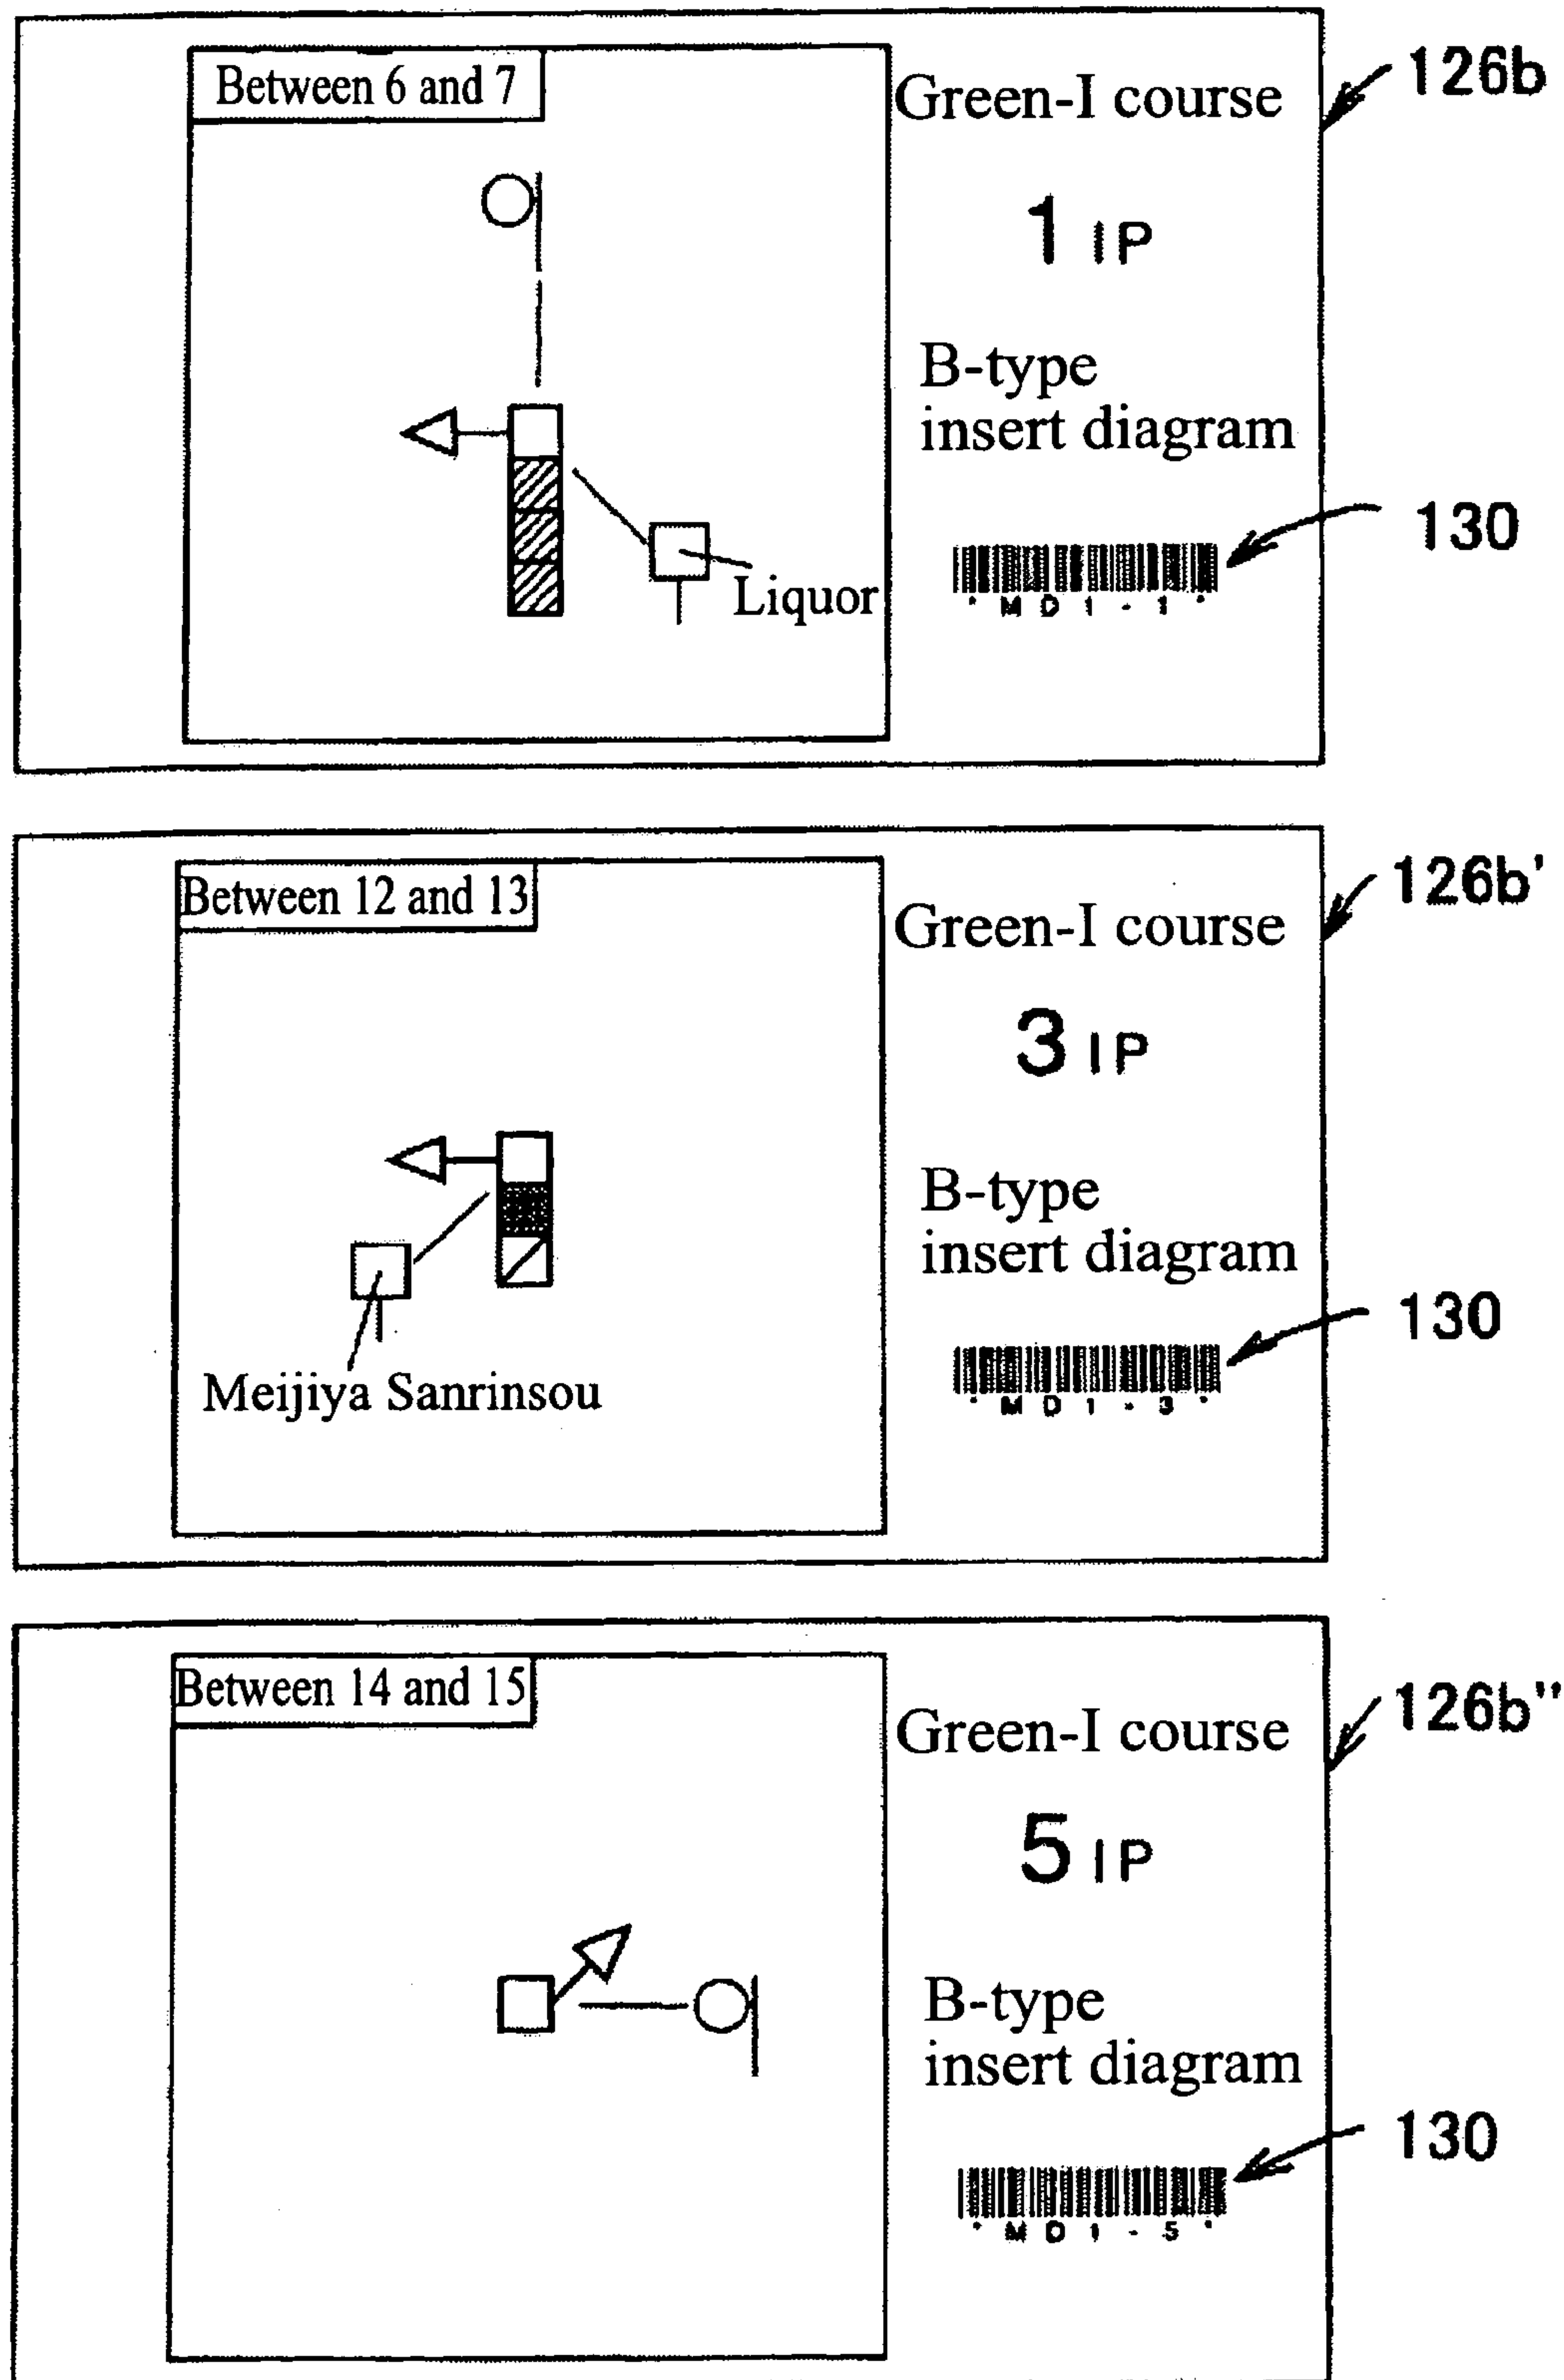 Between 6 and 7
Green-I course
126b
1 IP
B-type
insert diagram
130
*MD1-1*
Liquor
Between 12 and 13
Green-I course
126b'
3 IP
B-type
insert diagram
130
*MD1-3*
Meijiya Sanrinsou
Between 14 and 15
Green-I course
126b"
5 IP
B-type
insert diagram
130
*MD1-5*